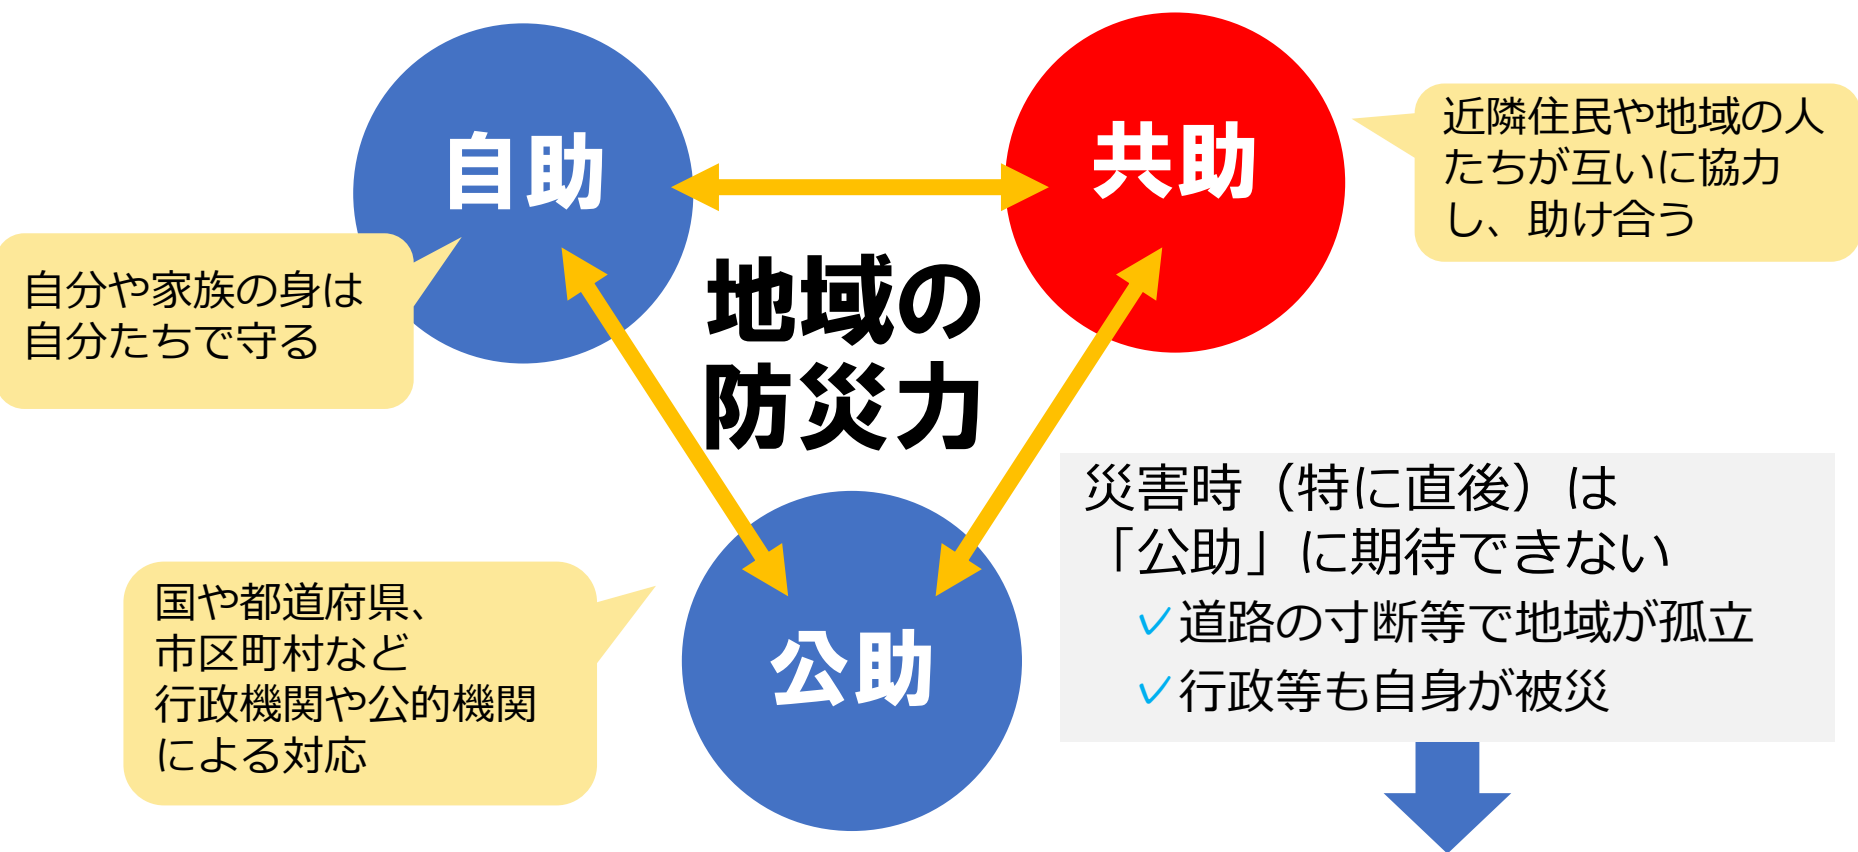 自助
共助
近隣住民や地域の人
たちが互いに協力
し、助け合う
自分や家族の身は
自分たちで守る
地域の
防災力
災害時（特に直後）は
「公助」に期待できない
✓道路の寸断等で地域が孤立
✓行政等も自身が被災
国や都道府県、
市区町村など
行政機関や公的機関
による対応
公助